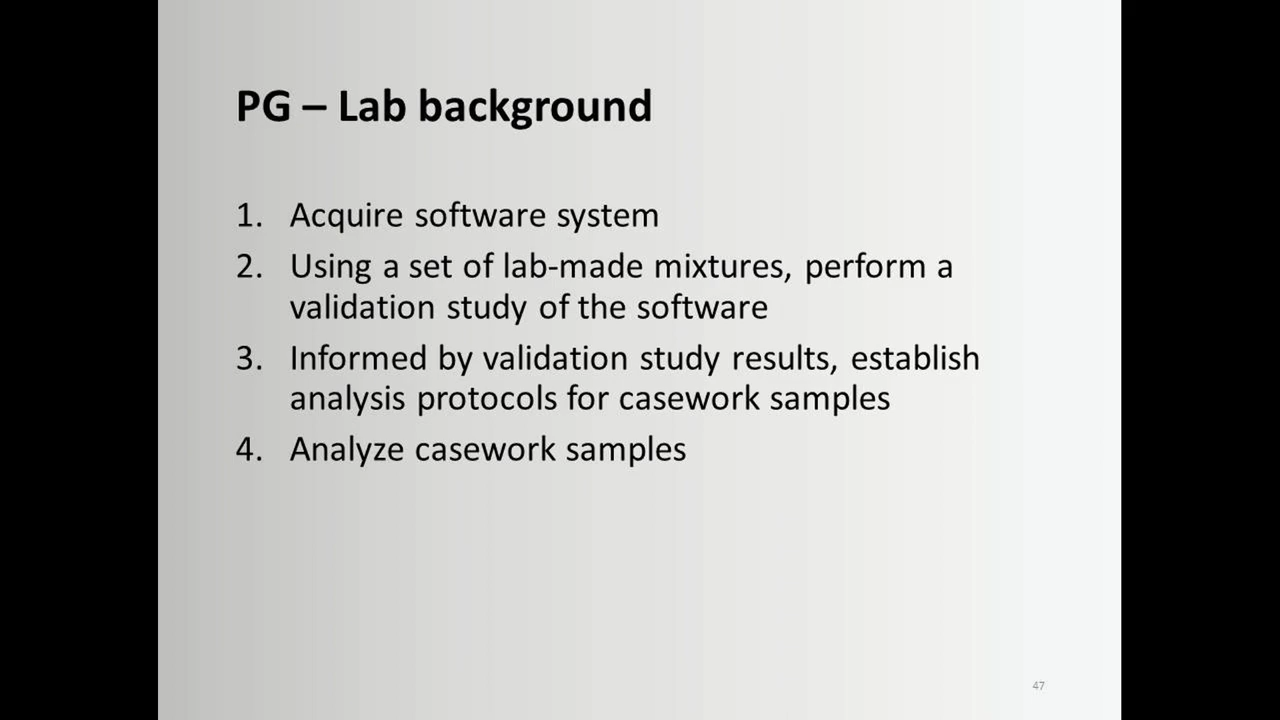 PG – Lab background
1. Acquire software system
2. Using a set of lab-made mixtures, perform a
validation study of the software
3. Informed by validation study results, establish
analysis protocols for casework samples
4. Analyze casework samples
47